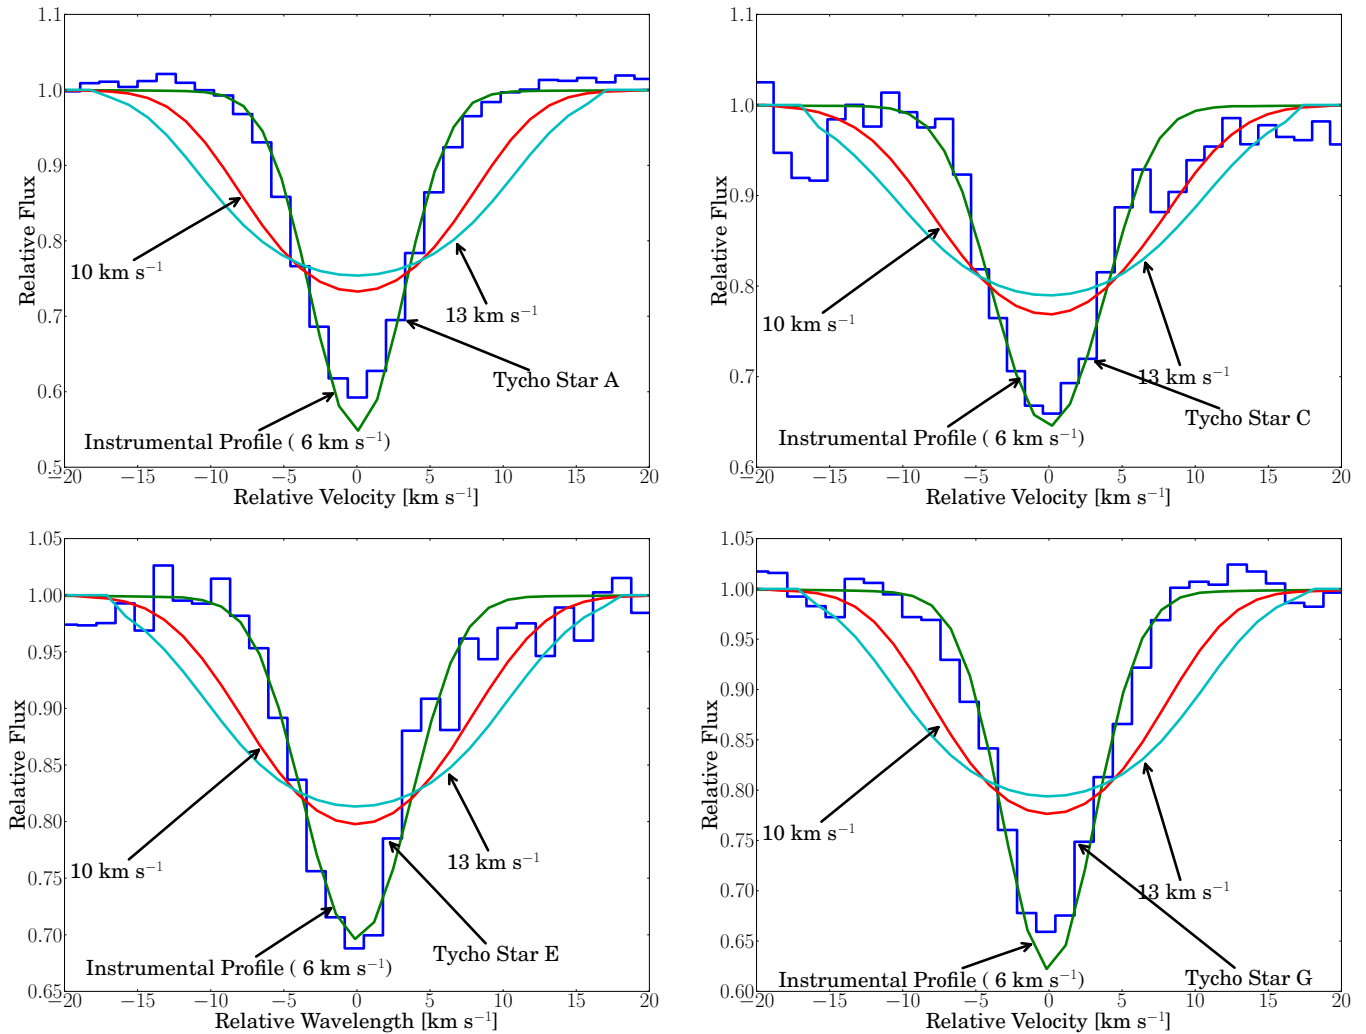 1.1
1.0
0.9
0.8
0.7
0.6
0.5
Relative Flux
−20 −15 −10 −5 0 5 10 15 20
Relative Velocity [km s⁻¹]
10 km s⁻¹
13 km s⁻¹
Tycho Star A
Instrumental Profile ( 6 km s⁻¹)
1.1
1.0
0.9
0.8
0.7
0.6
Relative Flux
−20 −15 −10 −5 0 5 10 15 20
Relative Velocity [km s⁻¹]
10 km s⁻¹
13 km s⁻¹
Tycho Star C
Instrumental Profile ( 6 km s⁻¹)
1.05
1.00
0.95
0.90
0.85
0.80
0.75
0.70
0.65
Relative Flux
−20 −15 −10 −5 0 5 10 15 20
Relative Wavelength [km s⁻¹]
10 km s⁻¹
13 km s⁻¹
Tycho Star E
Instrumental Profile ( 6 km s⁻¹)
1.05
1.00
0.95
0.90
0.85
0.80
0.75
0.70
0.65
0.60
Relative Flux
−20 −15 −10 −5 0 5 10 15 20
Relative Velocity [km s⁻¹]
10 km s⁻¹
13 km s⁻¹
Tycho Star G
Instrumental Profile ( 6 km s⁻¹)